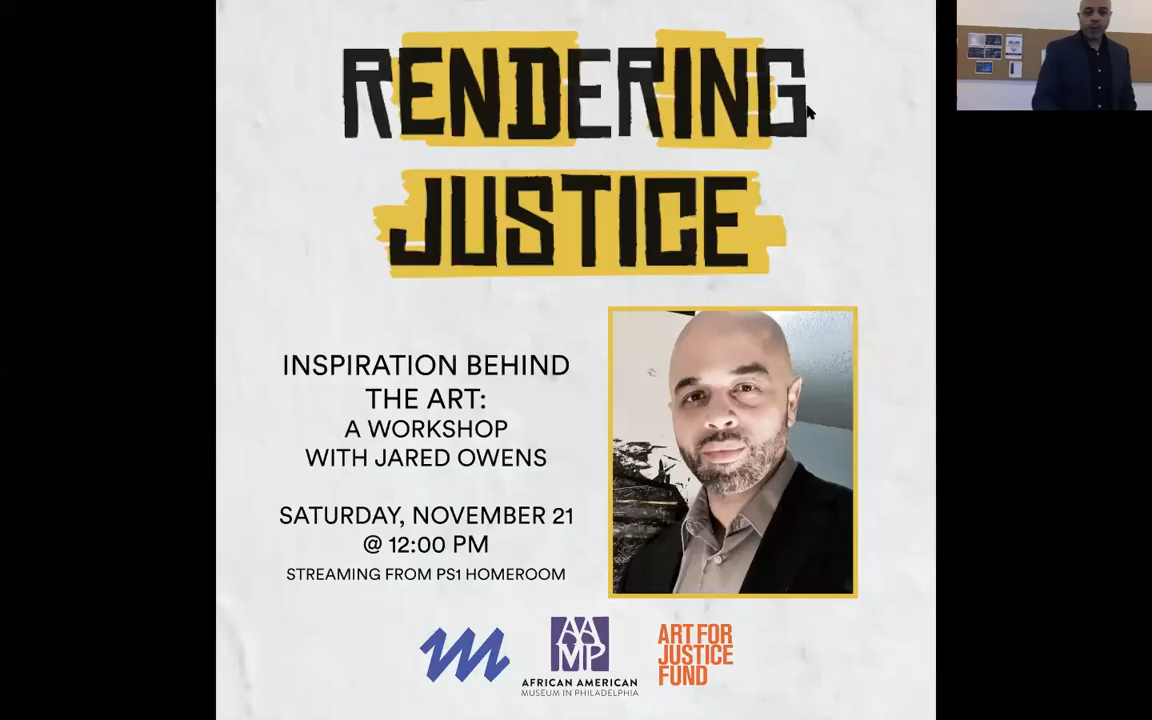 RENDERING
JUSTICE
INSPIRATION BEHIND
THE ART:
A WORKSHOP
WITH JARED OWENS
SATURDAY, NOVEMBER 21
@ 12:00 PM
STREAMING FROM PS1 HOMEROOM
AAMP
AFRICAN AMERICAN
MUSEUM IN PHILADELPHIA
ART FOR
JUSTICE
FUND